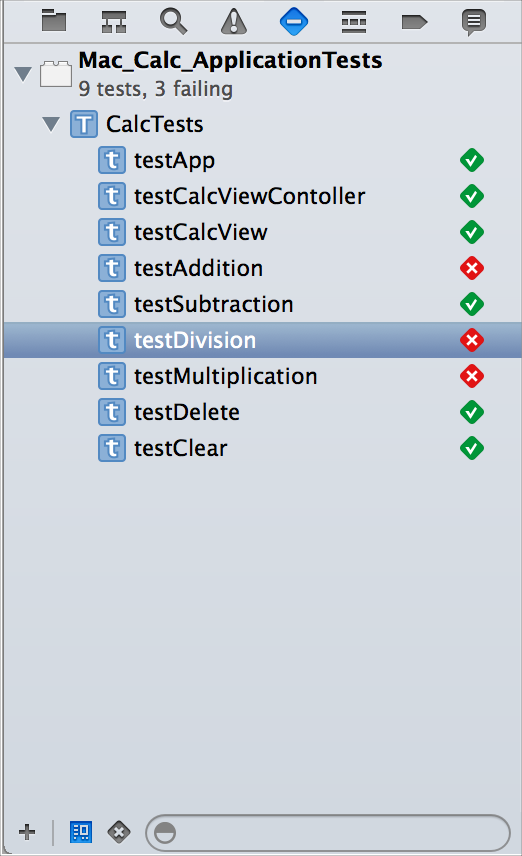 Mac_Calc_ApplicationTests
9 tests, 3 failing
T CalcTests
t testApp
t testCalcViewContoller
t testCalcView
t testAddition
t testSubtraction
t testDivision
t testMultiplication
t testDelete
t testClear